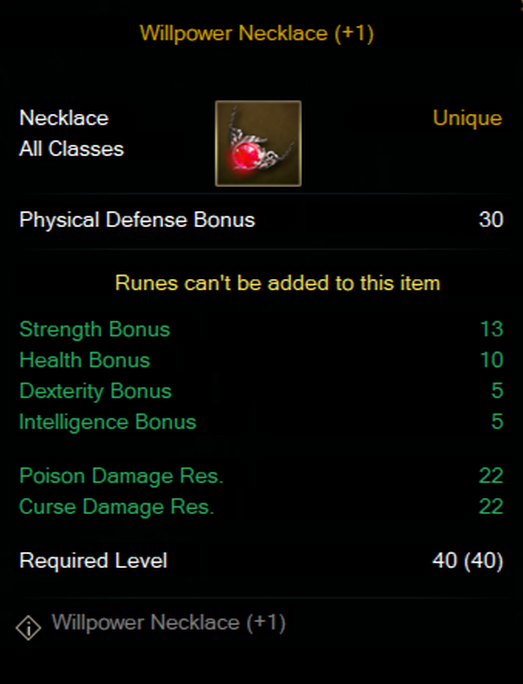 Willpower Necklace (+1)
Necklace Unique
All Classes
Physical Defense Bonus 30
Runes can't be added to this item
Strength Bonus 13
Health Bonus 10
Dexterity Bonus 5
Intelligence Bonus 5
Poison Damage Res. 22
Curse Damage Res. 22
Required Level 40 (40)
Willpower Necklace (+1)